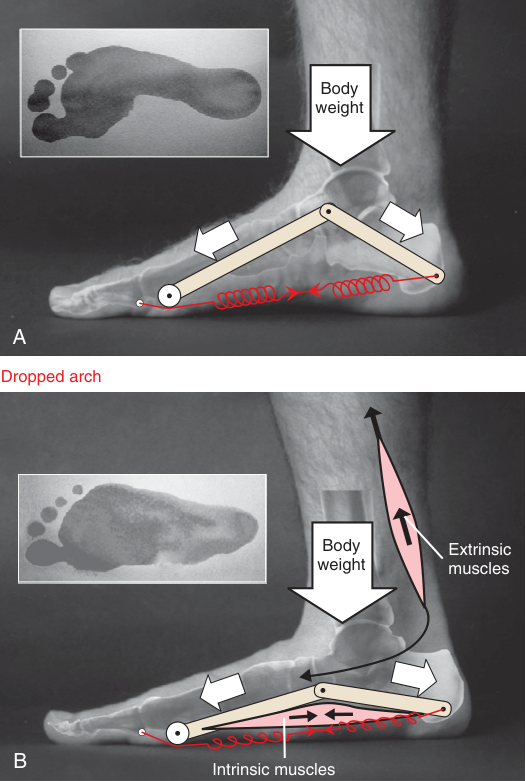 Body
weight
A
Dropped arch
Body
weight
Extrinsic
muscles
B
Intrinsic muscles